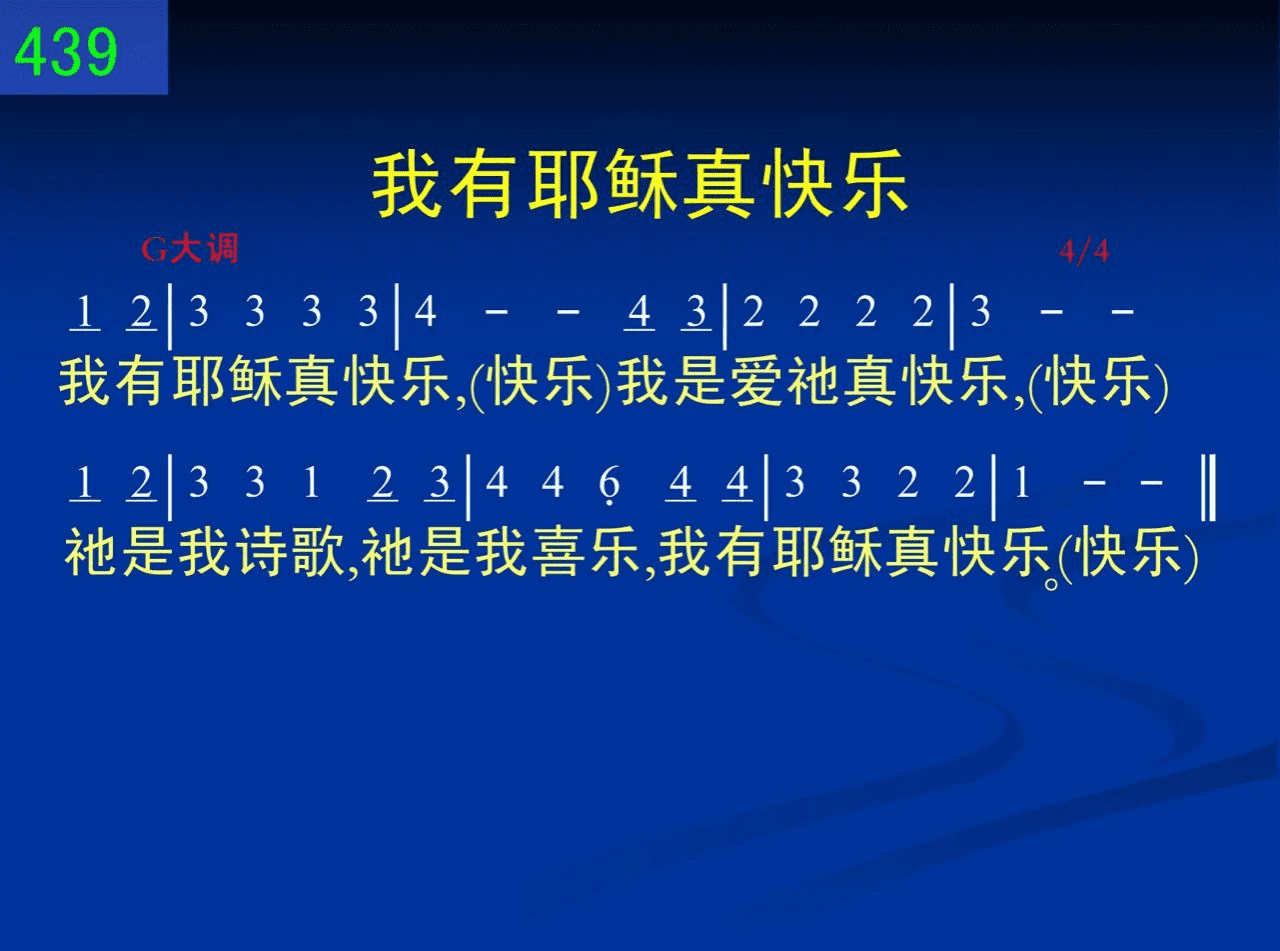 439
我有耶稣真快乐
G大调 4/4
1 2|3 3 3 3|4 - - 4 3|2 2 2 2|3 - -
我有耶稣真快乐,(快乐)我是爱祂真快乐,(快乐)
1 2|3 3 1 2 3|4 4 6̣ 4 4|3 3 2 2|1 - - ‖
祂是我诗歌,祂是我喜乐,我有耶稣真快乐。(快乐)